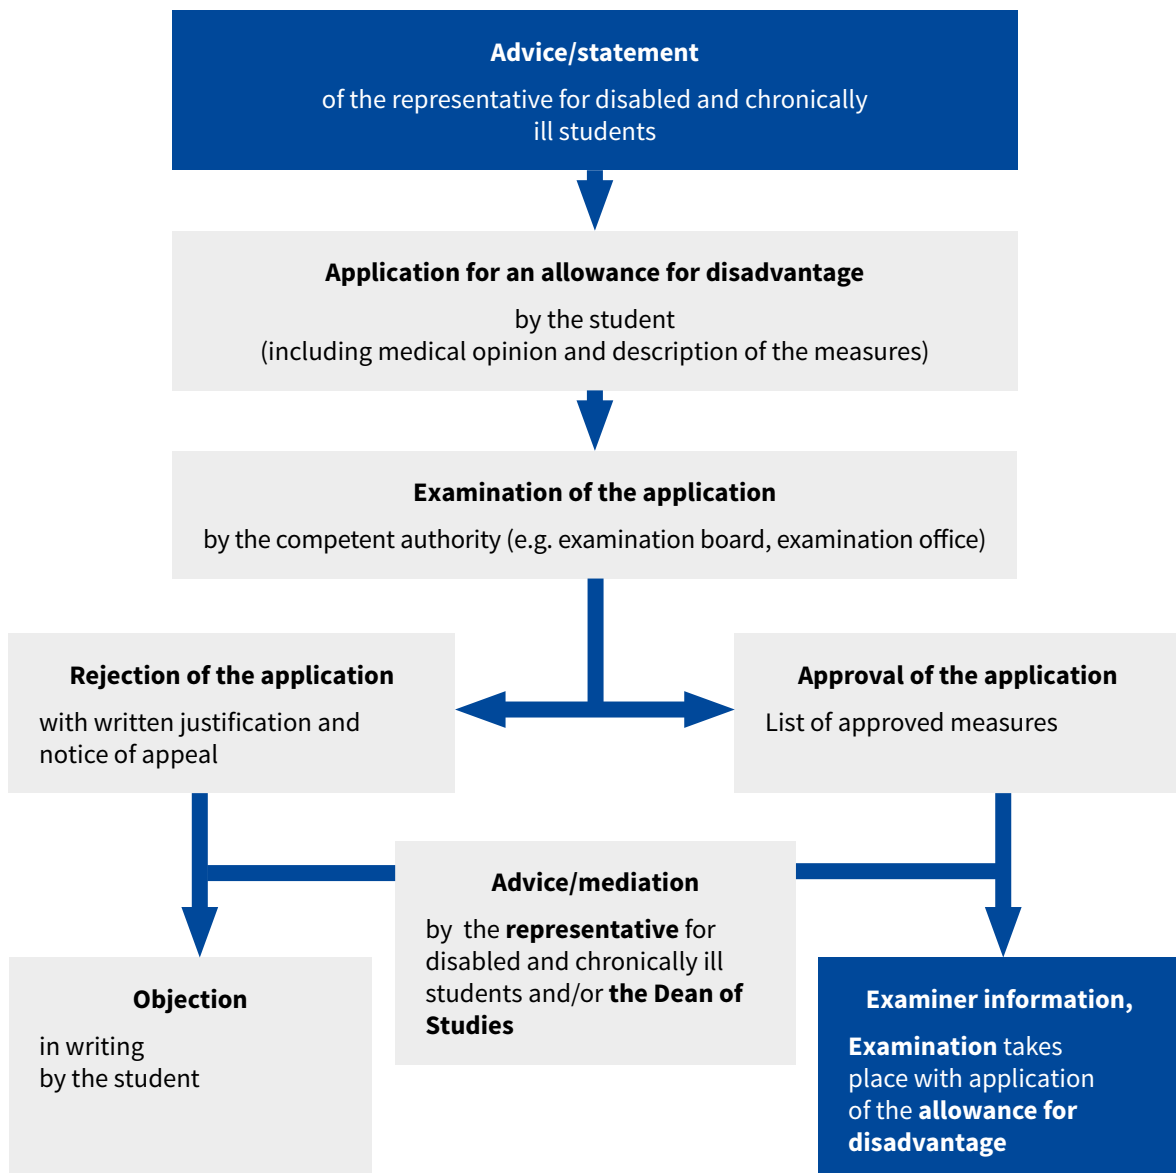 Advice/statement
of the representative for disabled and chronically
ill students
Application for an allowance for disadvantage
by the student
(including medical opinion and description of the measures)
Examination of the application
by the competent authority (e.g. examination board, examination office)
Rejection of the application
with written justification and
notice of appeal
Approval of the application
List of approved measures
Advice/mediation
by the representative for
disabled and chronically ill
students and/or the Dean of
Studies
Objection
in writing
by the student
Examiner information,
Examination takes
place with application
of the allowance for
disadvantage